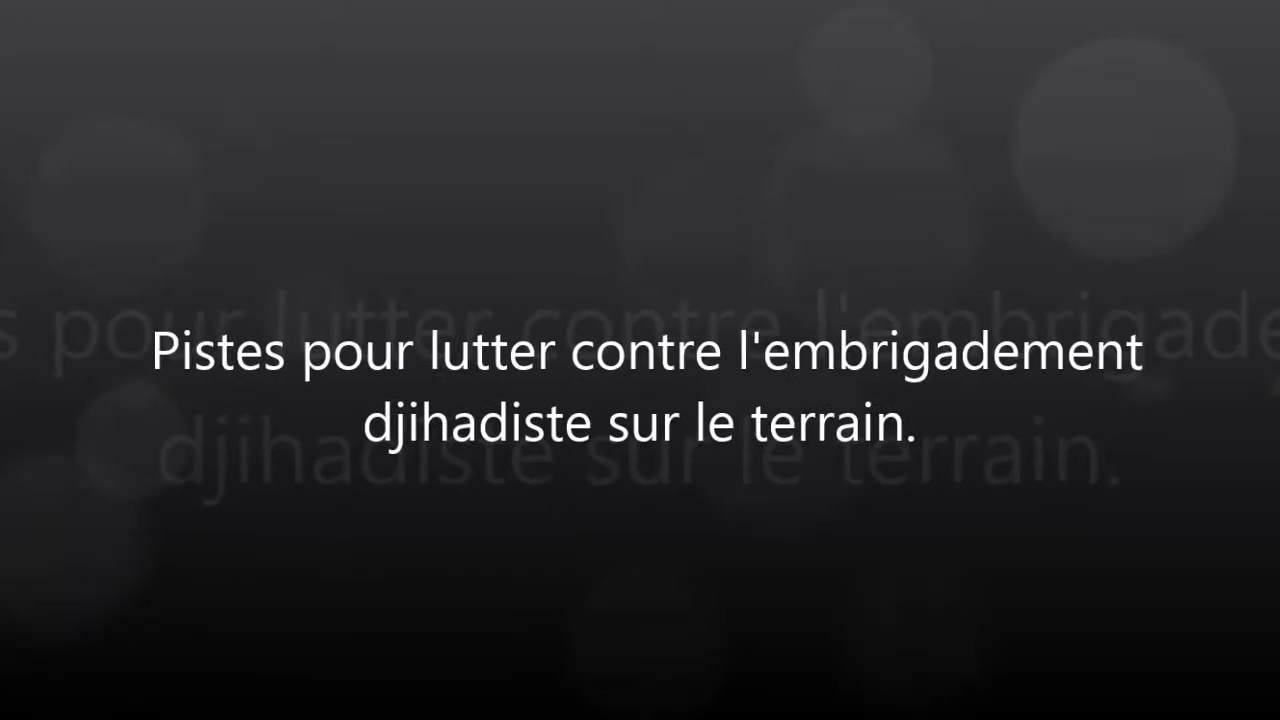 Pistes pour lutter contre l'embrigadement
djihadiste sur le terrain.